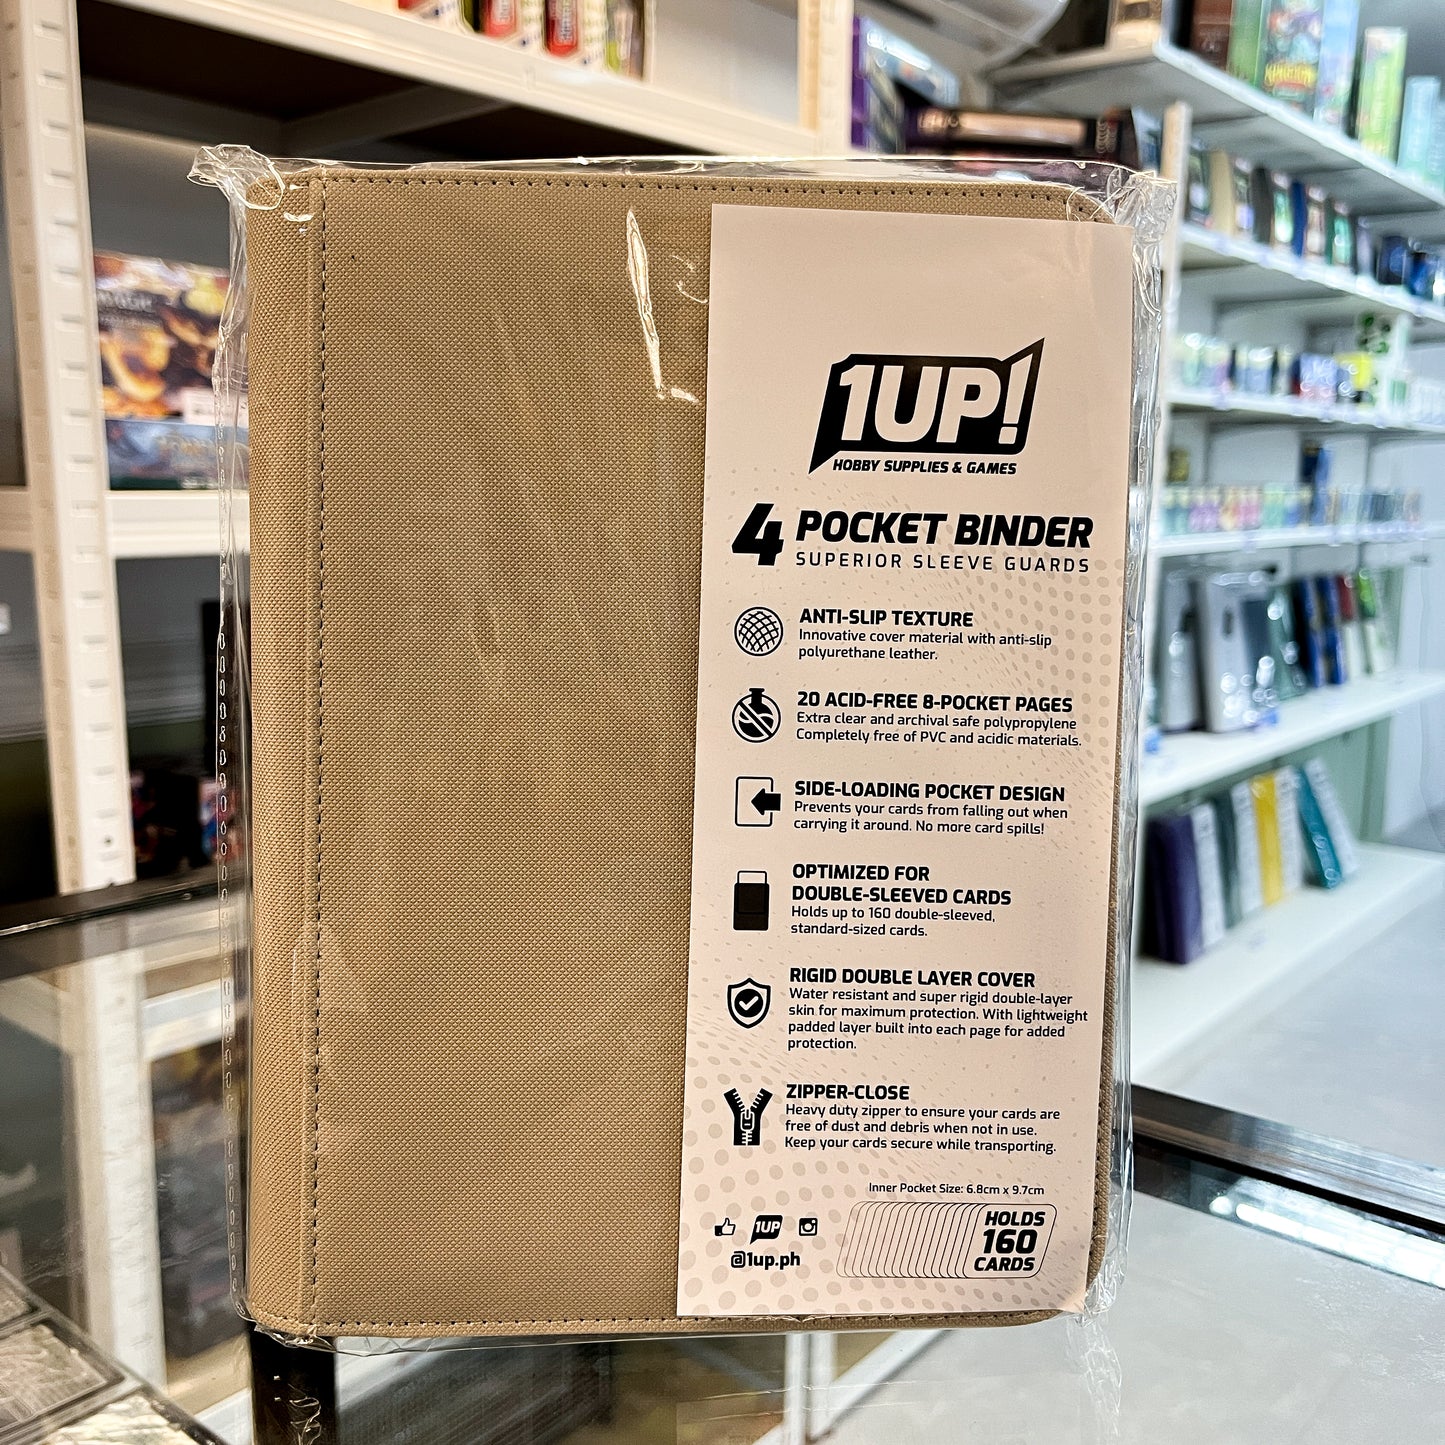 1UP!
HOBBY SUPPLIES & GAMES
4 POCKET BINDER
SUPERIOR SLEEVE GUARDS
ANTI-SLIP TEXTURE
Innovative cover material with anti-slip
polyurethane leather.
20 ACID-FREE 8-POCKET PAGES
Extra clear and archival safe polypropylene
Completely free of PVC and acidic materials.
SIDE-LOADING POCKET DESIGN
Prevents your cards from falling out when
carrying it around. No more card spills!
OPTIMIZED FOR
DOUBLE-SLEEVED CARDS
Holds up to 160 double-sleeved,
standard-sized cards.
RIGID DOUBLE LAYER COVER
Water resistant and super rigid double-layer
skin for maximum protection. With lightweight
padded layer built into each page for added
protection.
ZIPPER-CLOSE
Heavy duty zipper to ensure your cards are
free of dust and debris when not in use.
Keep your cards secure while transporting.
Inner Pocket Size: 6.8cm x 9.7cm
1UP
@1up.ph
HOLDS
160
CARDS